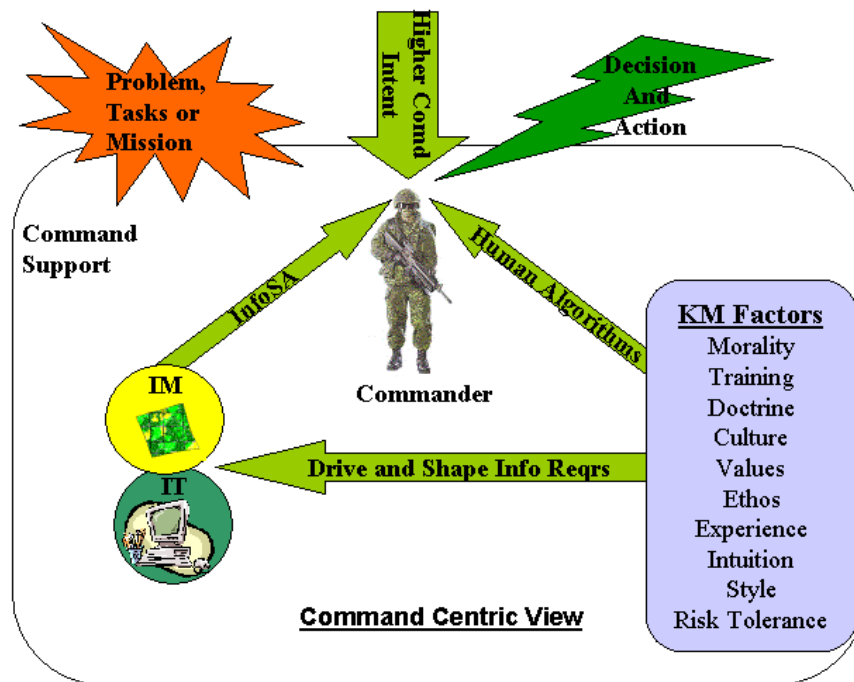 Problem,
Tasks or
Mission
Higher Comd
Intent
Decision
And
Action
Command
Support
InfoSA
Human Algorithms
Commander
KM Factors
Morality
Training
Doctrine
Culture
Values
Ethos
Experience
Intuition
Style
Risk Tolerance
IM
Drive and Shape Info Reqrs
IT
Command Centric View